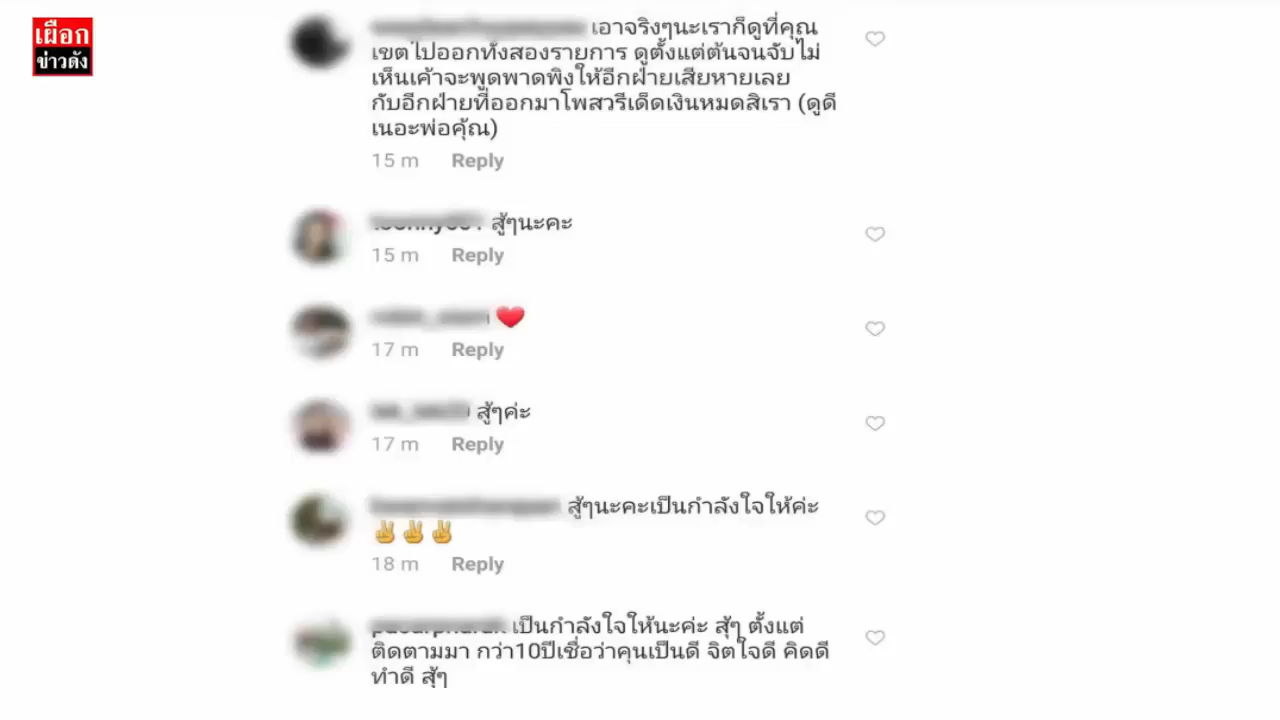 เผือก
ข่าวดัง
เอาจริงๆนะเราก็ดูที่คุณ
เขตไปออกทั้งสองรายการ ดูตั้งแต่ต้นจนจับไม่
เห็นเค้าจะพูดพาดพิงให้อีกฝ่ายเสียหายเลย
กับอีกฝ่ายที่ออกมาโพสวรีเด็ดเงินหมดสิเรา (ดูดี
เนอะพ่อคุ้ณ)
15 m Reply
สู้ๆนะคะ
15 m Reply
❤️
17 m Reply
สู้ๆค่ะ
17 m Reply
สู้ๆนะคะเป็นกำลังใจให้ค่ะ
✌️✌️✌️
18 m Reply
เป็นกำลังใจให้นะค่ะ สุ้ๆ ตั้งแต่
ติดตามมา กว่า10ปีเชื่อว่าคุนเป็นดี จิตใจดี คิดดี
ทำดี สุ้ๆ